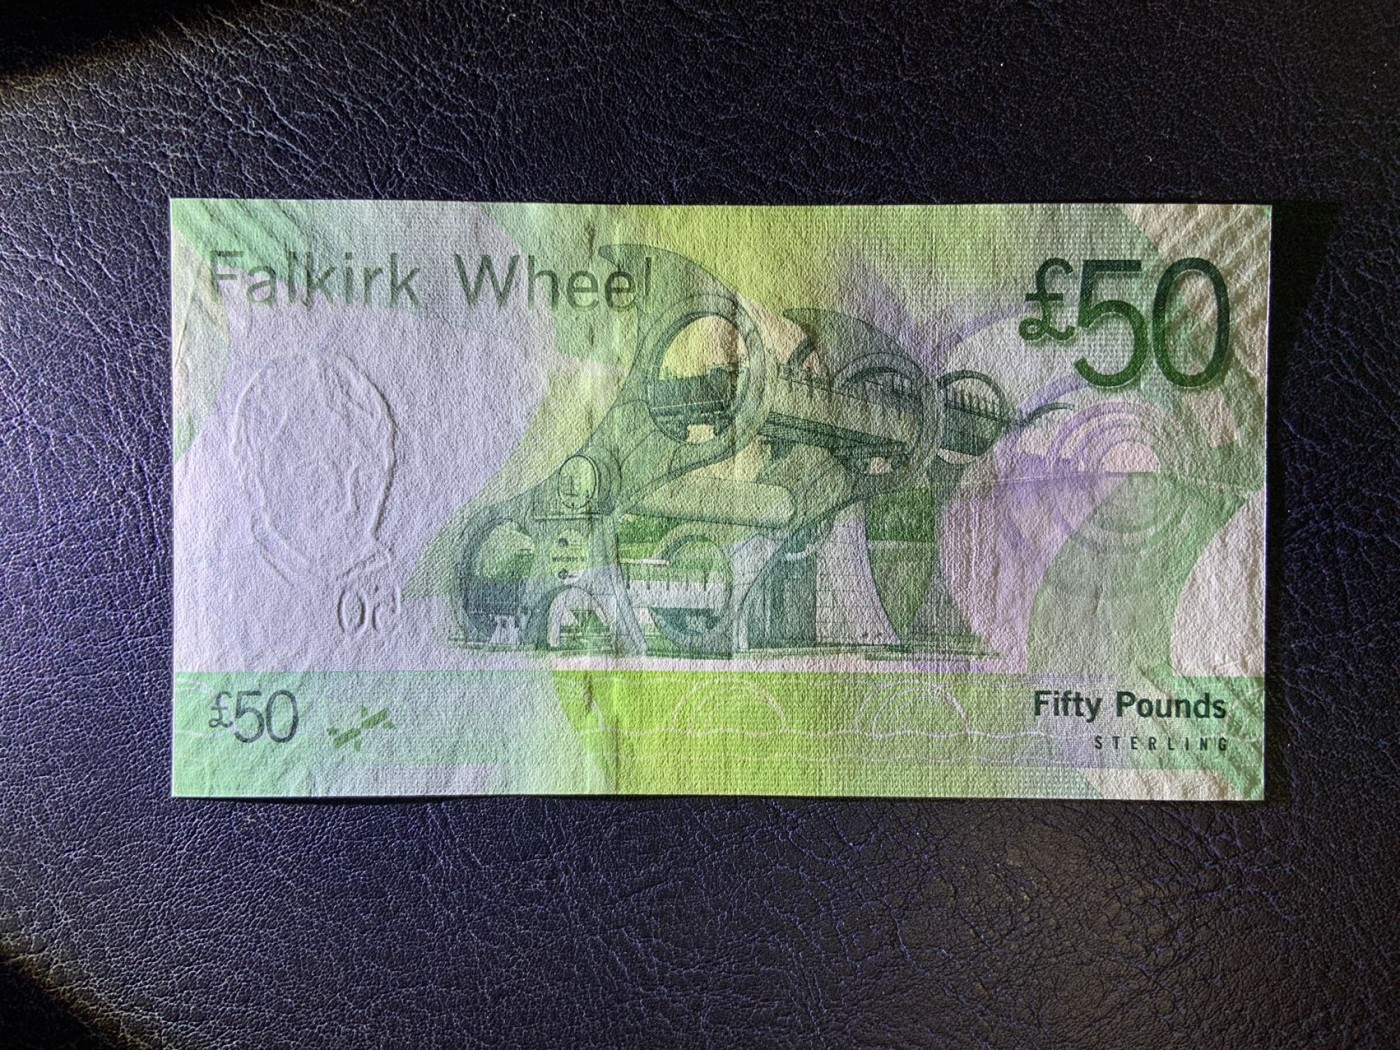 Falkirk Wheel
£50
£50
Fifty Pounds
STERLING